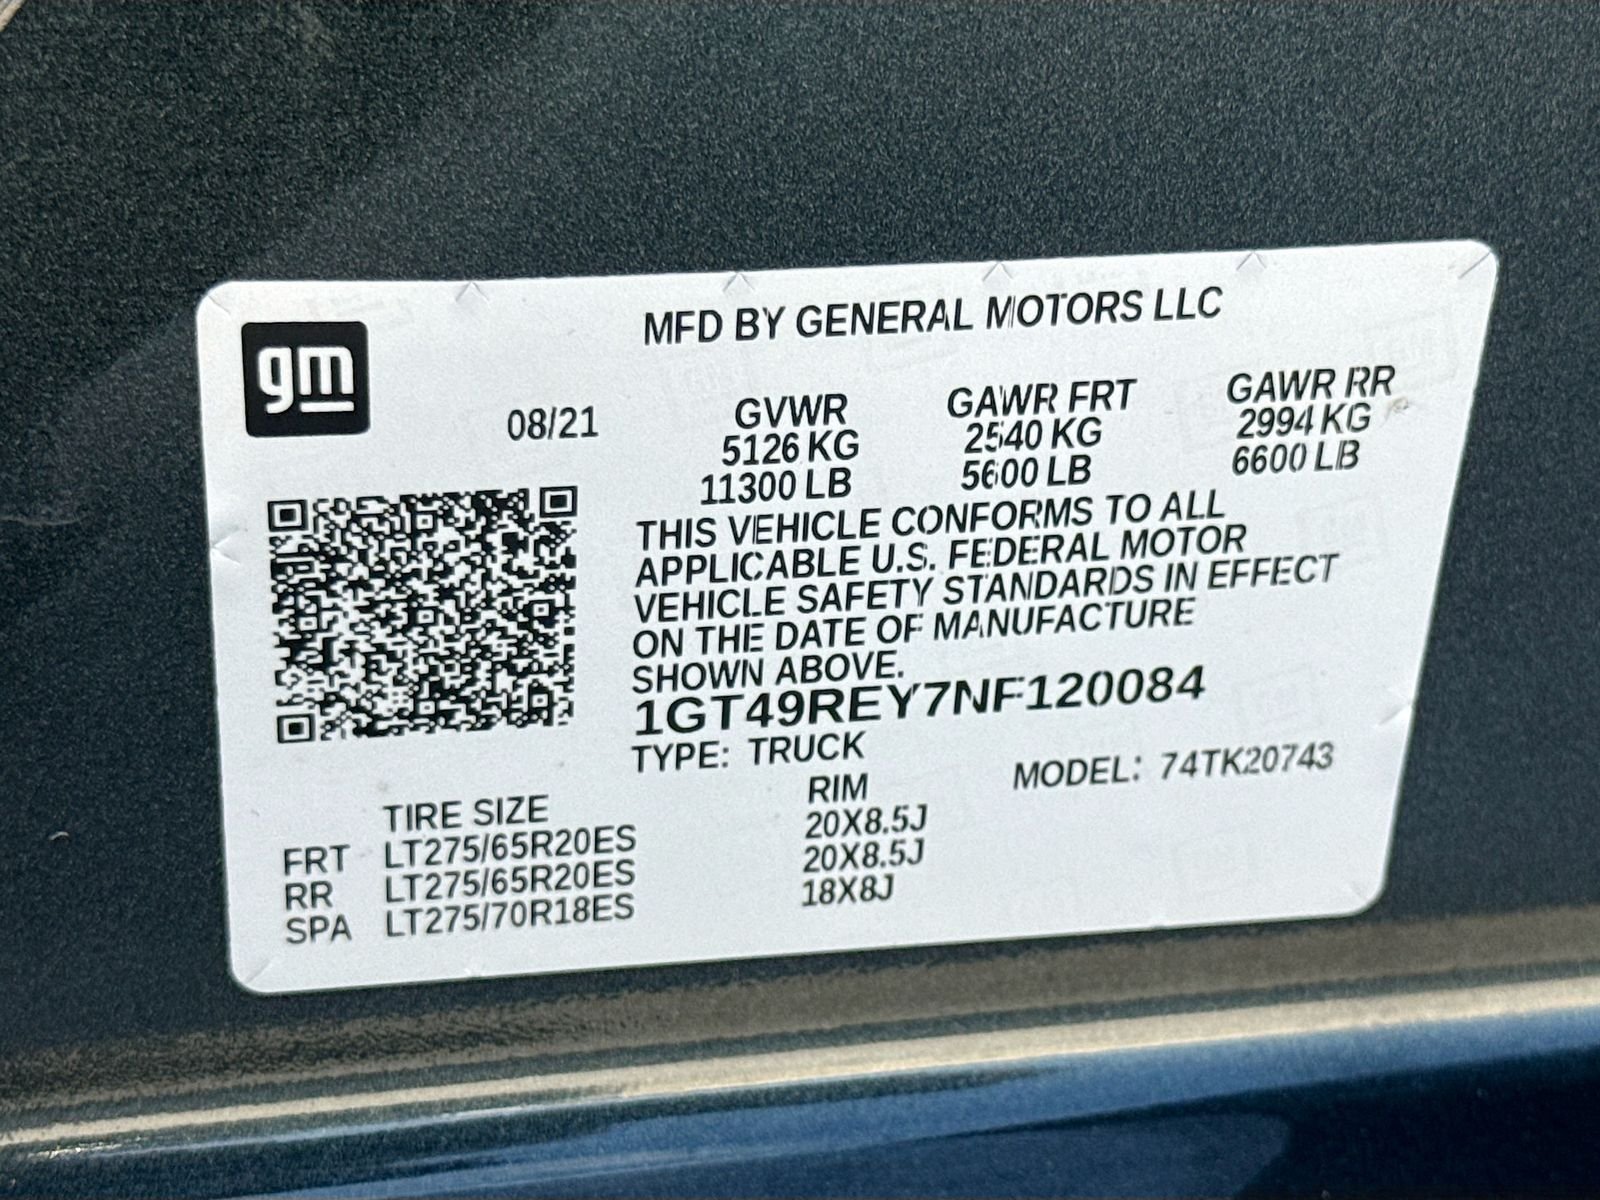 gm
MFD BY GENERAL MOTORS LLC
08/21
GVWR GAWR FRT GAWR RR
5126 KG 2540 KG 2994 KG
11300 LB 5600 LB 6600 LB
THIS VEHICLE CONFORMS TO ALL
APPLICABLE U.S. FEDERAL MOTOR
VEHICLE SAFETY STANDARDS IN EFFECT
ON THE DATE OF MANUFACTURE
SHOWN ABOVE.
1GT49REY7NF120084
TYPE: TRUCK MODEL: 74TK20743
TIRE SIZE RIM
FRT LT275/65R20ES 20X8.5J
RR LT275/65R20ES 20X8.5J
SPA LT275/70R18ES 18X8J